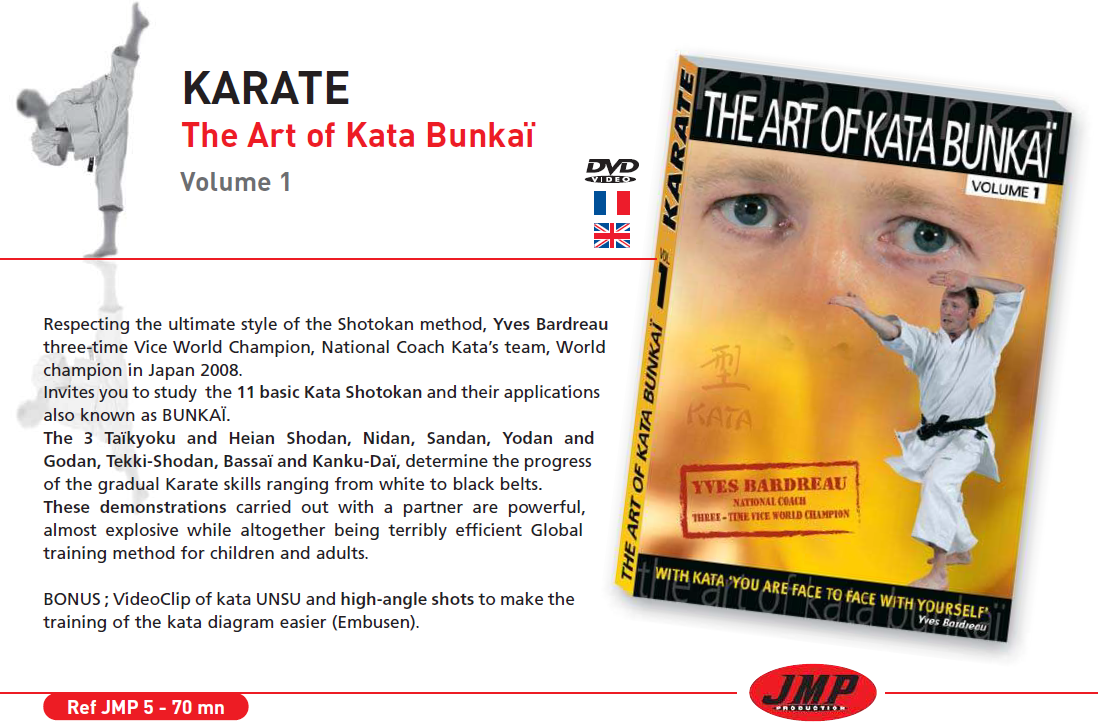 KARATE
The Art of Kata Bunkaï
Volume 1
DVD
VIDEO
Respecting the ultimate style of the Shotokan method, Yves Bardreau
three-time Vice World Champion, National Coach Kata's team, World
champion in Japan 2008.
Invites you to study the 11 basic Kata Shotokan and their applications
also known as BUNKAÏ.
The 3 Taïkyoku and Heian Shodan, Nidan, Sandan, Yodan and
Godan, Tekki-Shodan, Bassaï and Kanku-Daï, determine the progress
of the gradual Karate skills ranging from white to black belts.
These demonstrations carried out with a partner are powerful,
almost explosive while altogether being terribly efficient Global
training method for children and adults.
BONUS ; VideoClip of kata UNSU and high-angle shots to make the
training of the kata diagram easier (Embusen).
Ref JMP 5 - 70 mn
JMP
PRODUCTION
KARATE
VOL. 1
THE ART OF KATA BUNKAÏ
kata bunkaï
THE ART OF KATA BUNKAÏ
VOLUME 1
型
KATA
YVES BARDREAU
NATIONAL COACH
THREE - TIME VICE WORLD CHAMPION
WITH KATA 'YOU ARE FACE TO FACE WITH YOURSELF'
Yves Bardreau
the art of kata bunkaï